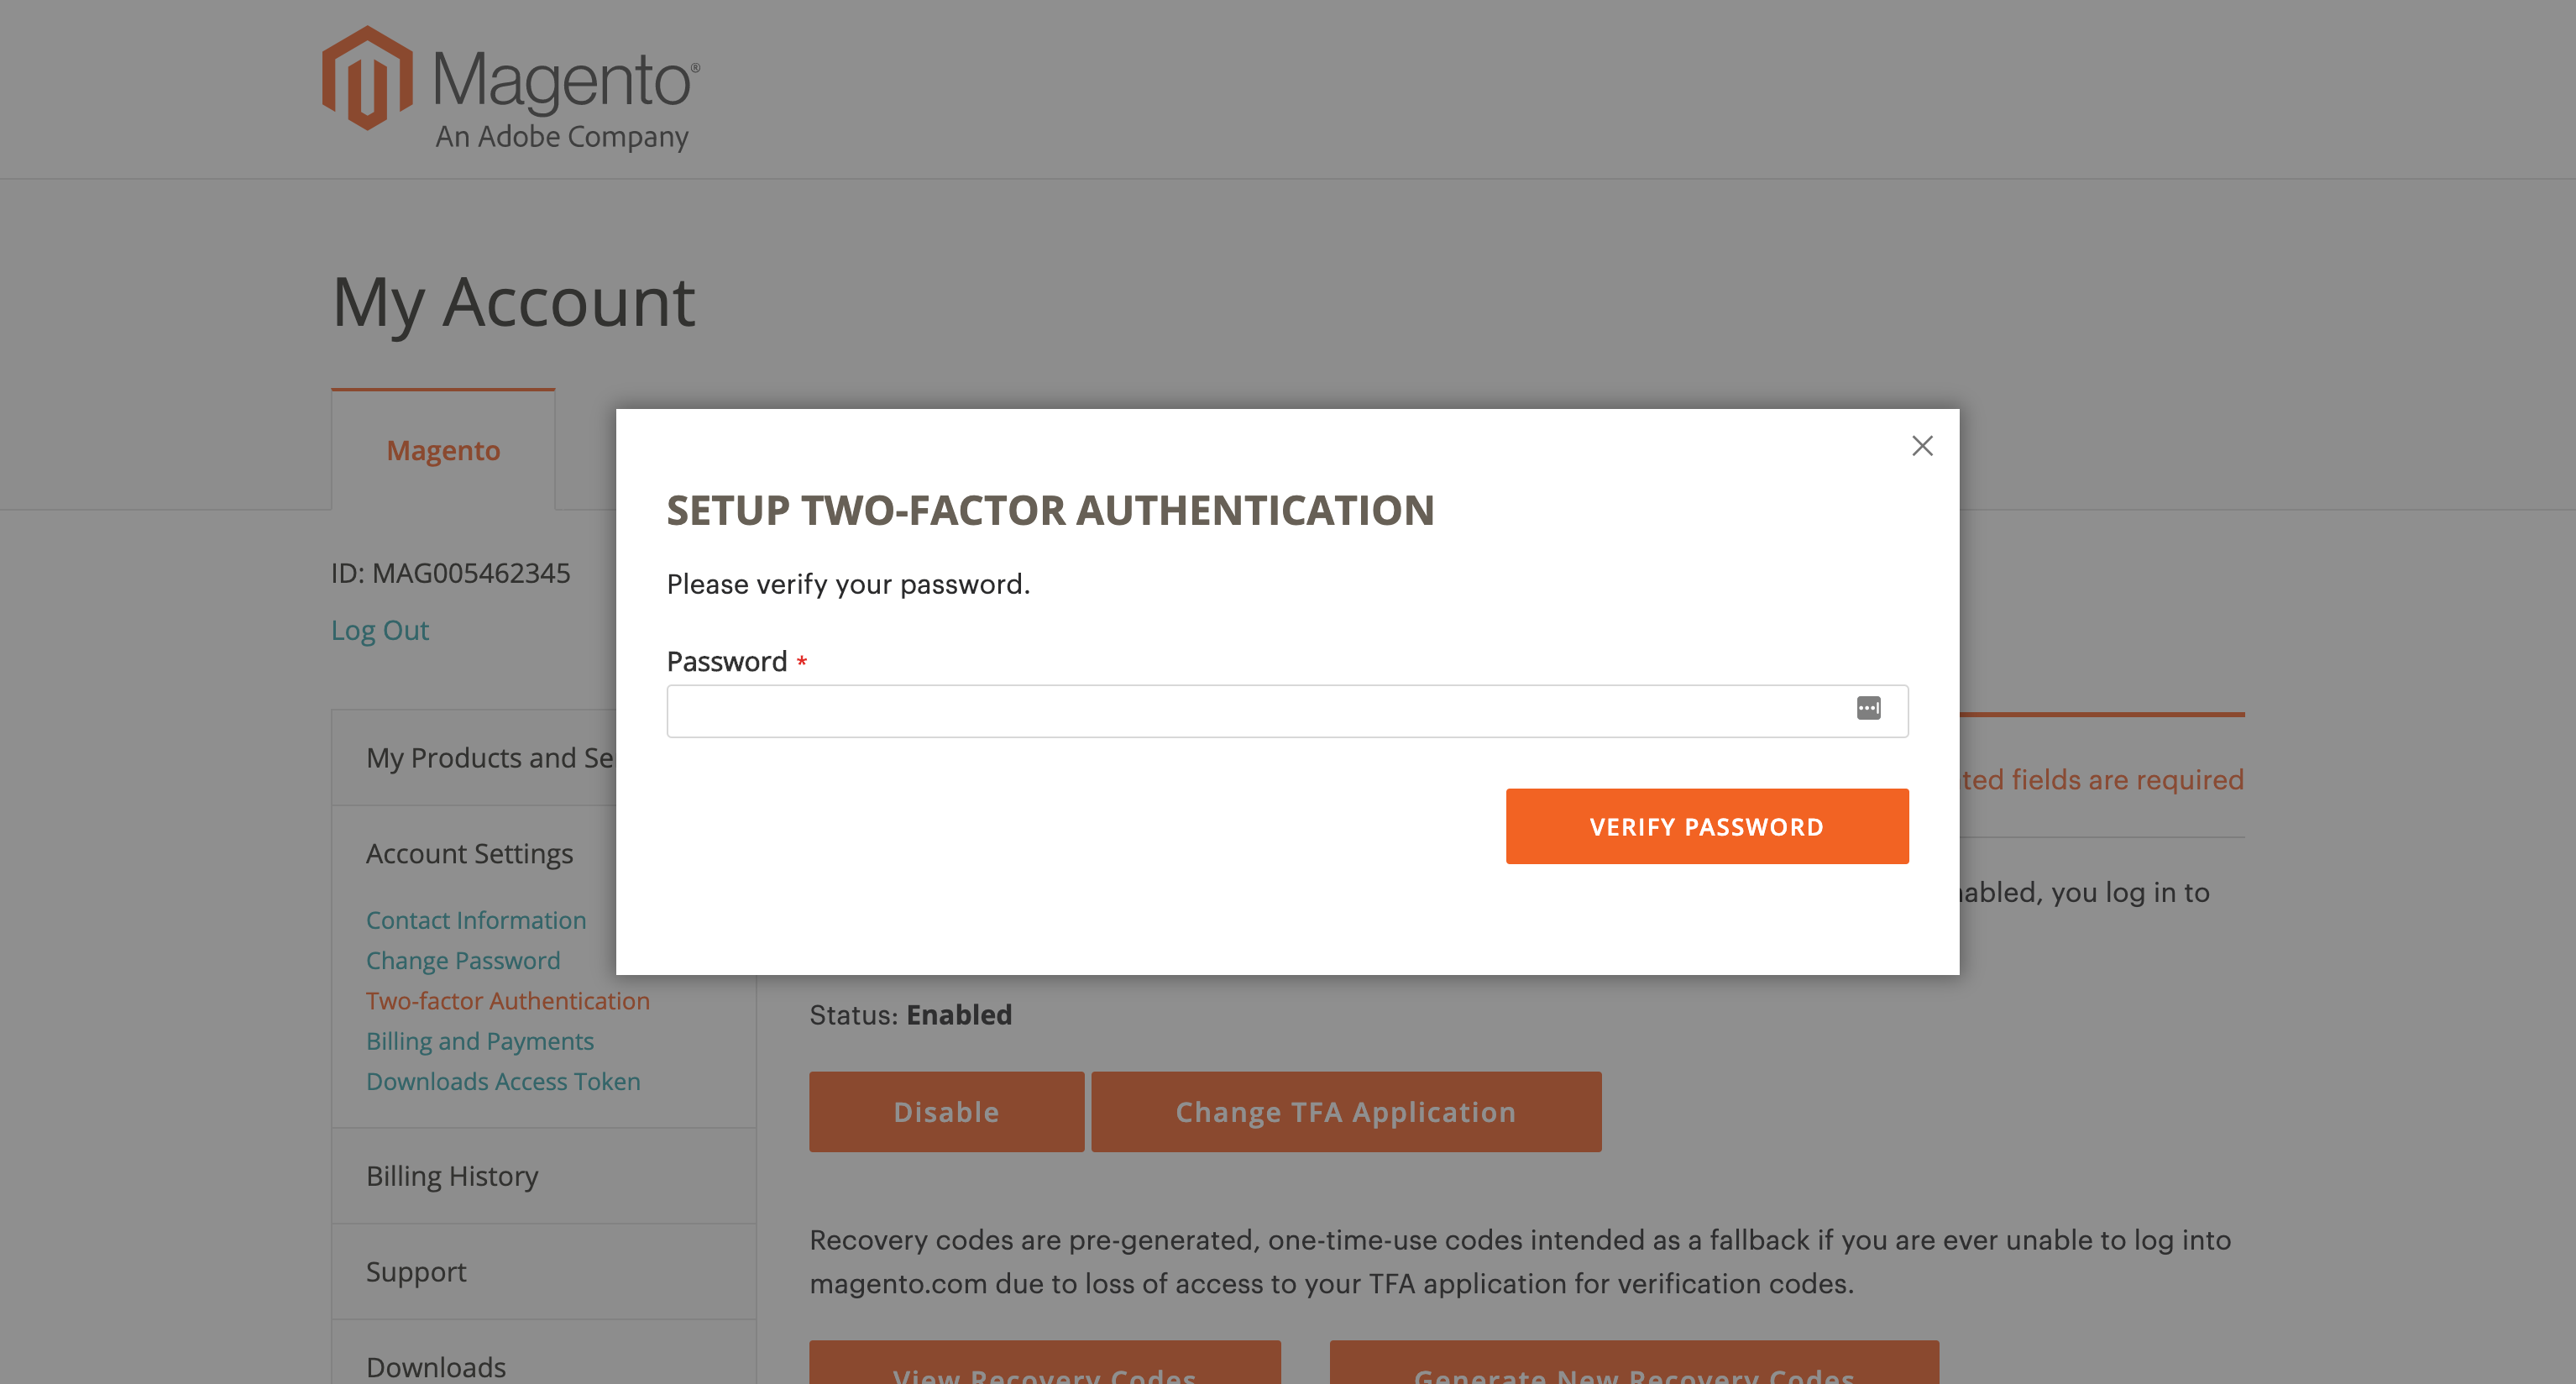 Magento®
An Adobe Company
My Account
Magento
ID: MAG005462345
Log Out
My Products and Se
Account Settings
Contact Information
Change Password
Two-factor Authentication
Billing and Payments
Downloads Access Token
Billing History
Support
Downloads
SETUP TWO-FACTOR AUTHENTICATION
Please verify your password.
Password *
VERIFY PASSWORD
ted fields are required
abled, you log in to
Status: Enabled
Disable
Change TFA Application
Recovery codes are pre-generated, one-time-use codes intended as a fallback if you are ever unable to log into
magento.com due to loss of access to your TFA application for verification codes.
View Recovery Codes
Generate New Recovery Codes